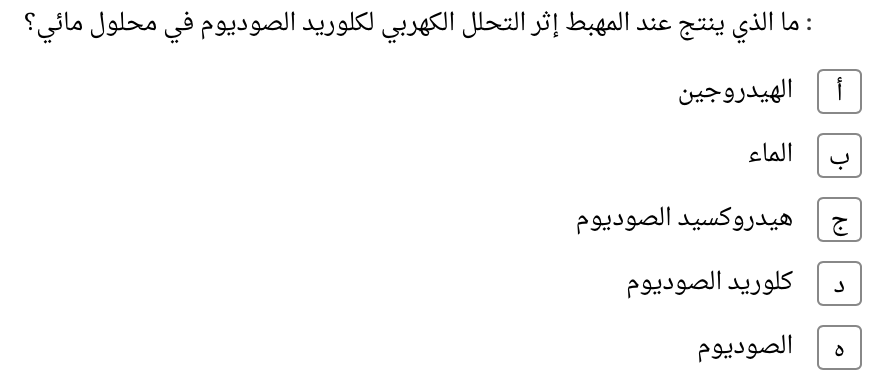 : ما الذي ينتج عند المهبط إثر التحلل الكهربي لكلوريد الصوديوم في محلول مائي؟
أ الهيدروجين
ب الماء
ج هيدروكسيد الصوديوم
د كلوريد الصوديوم
ه الصوديوم